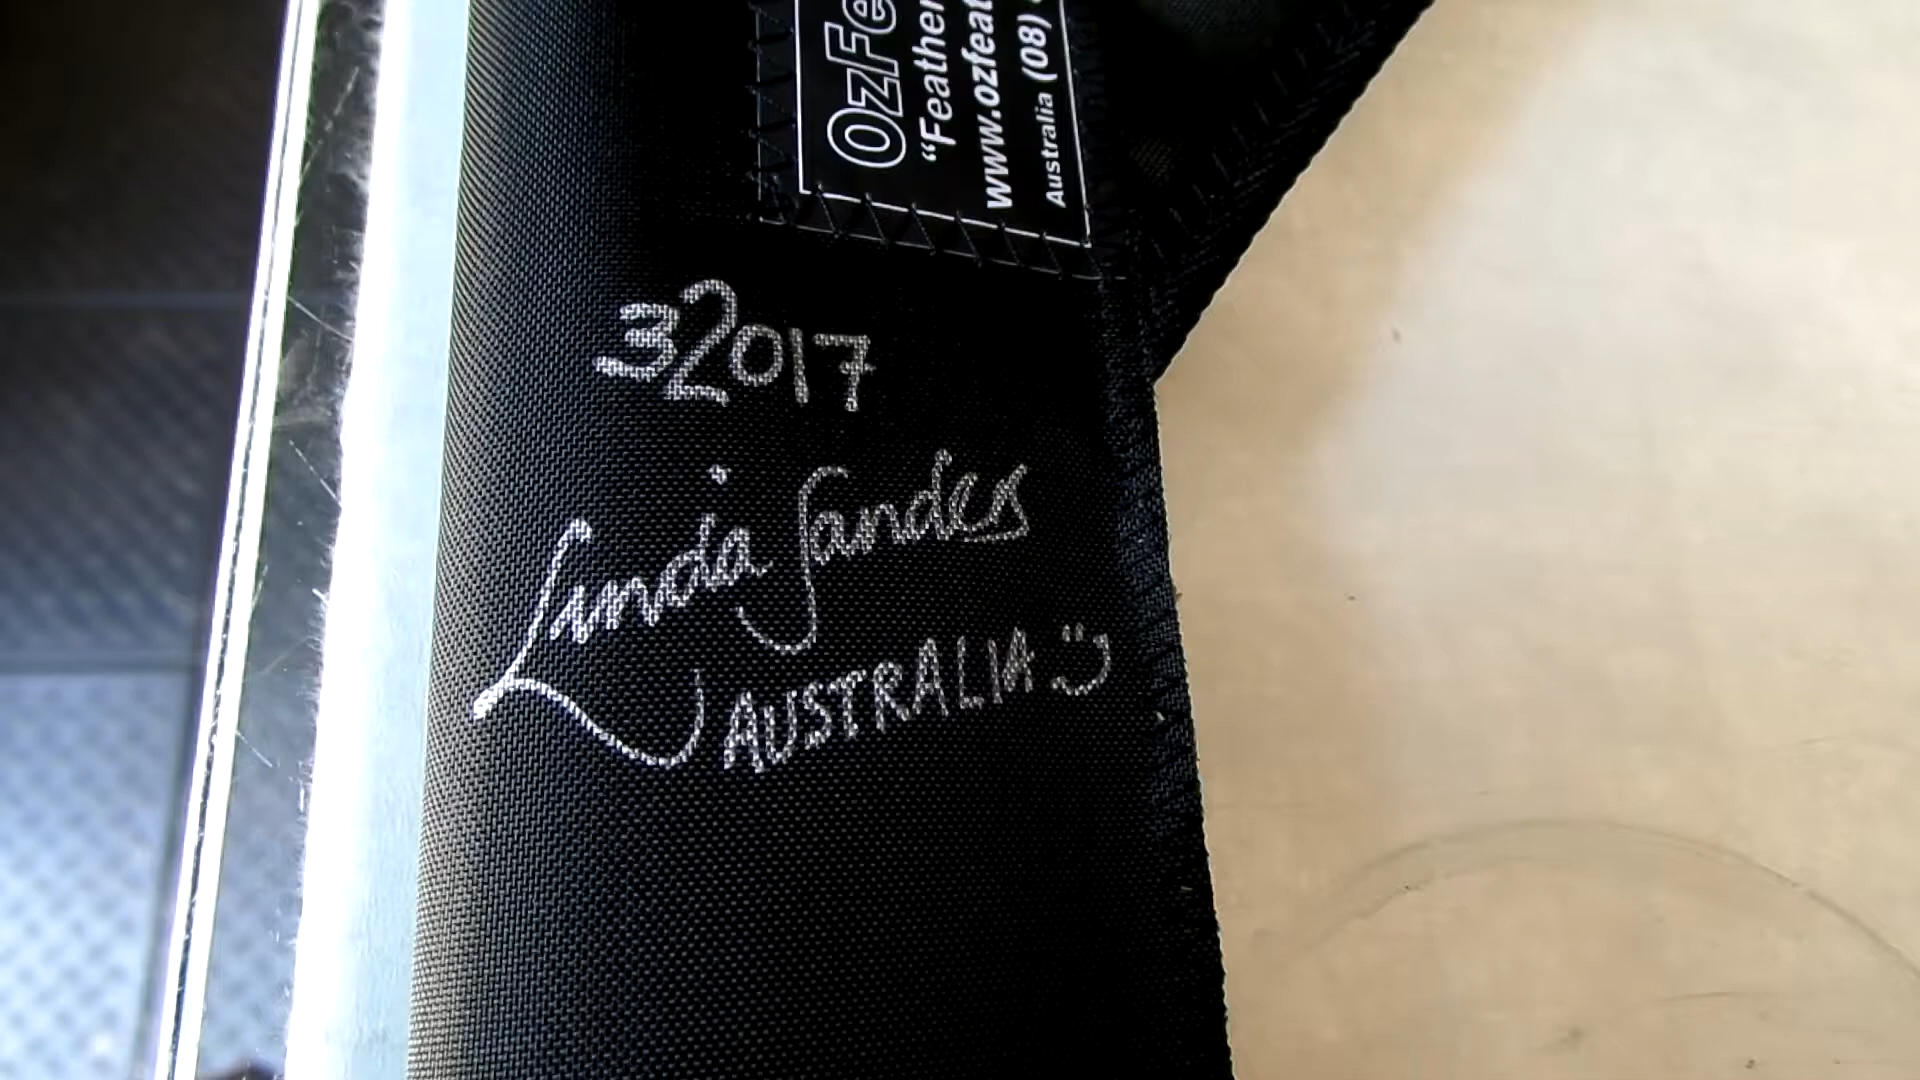 OzFe
"Feather
www.ozfeat
Australia (08)
32017
Linda Sanders
AUSTRALIA